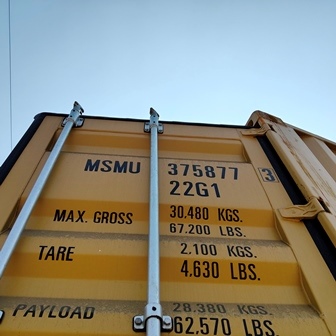 MSMU 375877 3
22G1
MAX. GROSS 30.480 KGS.
67.200 LBS.
TARE 2.100 KGS.
4.630 LBS.
PAYLOAD 28.380 KGS.
62.570 LBS.